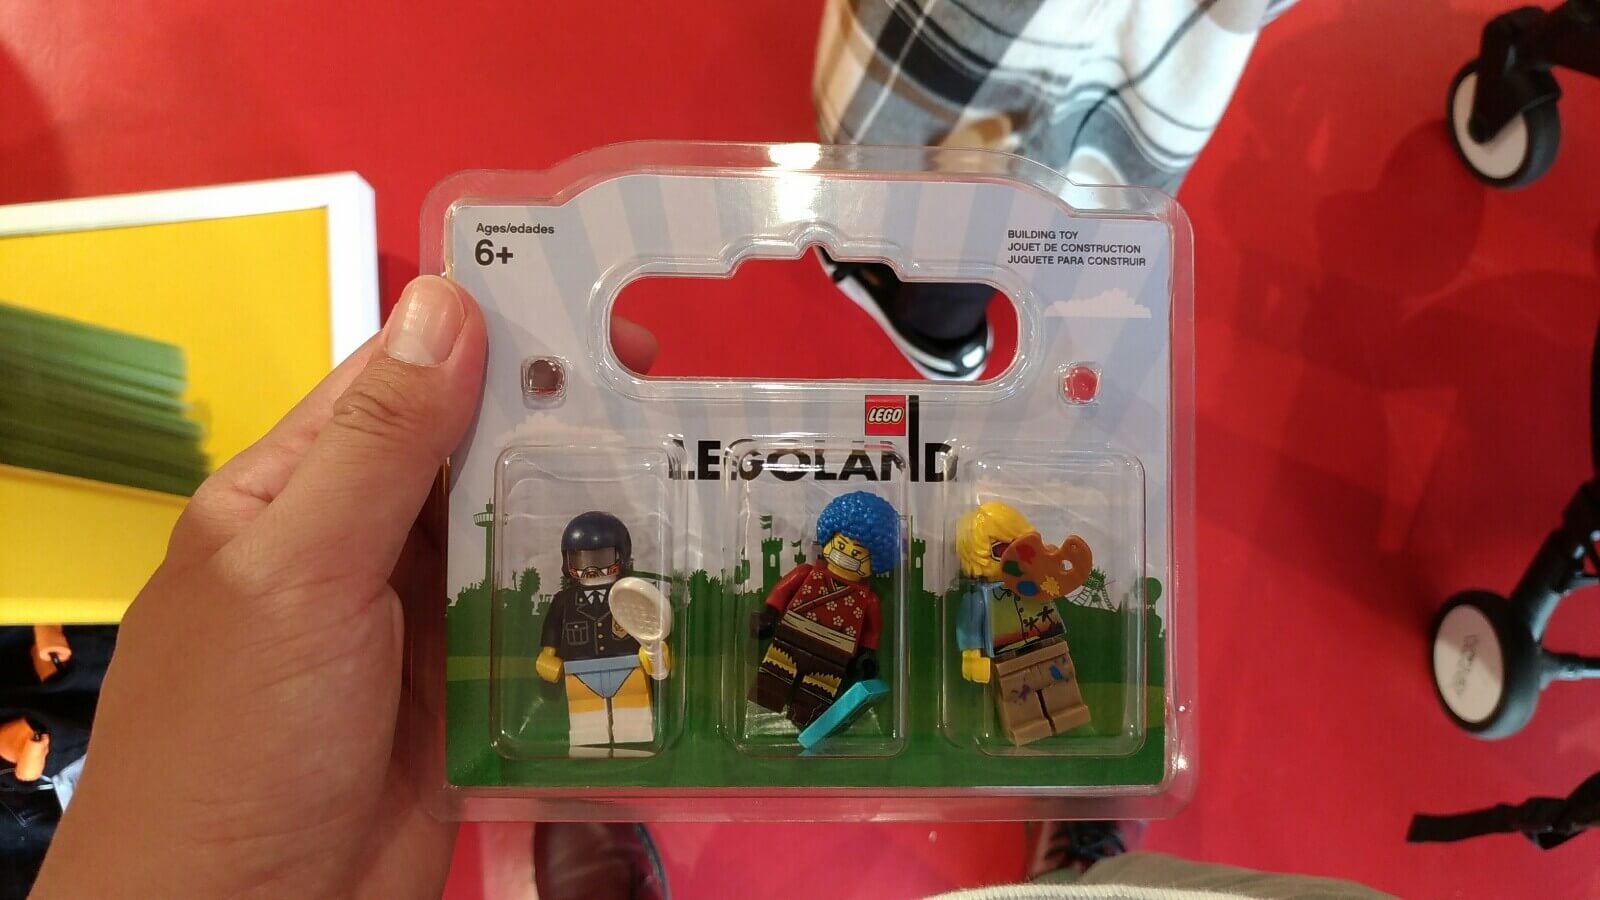 Ages/edades
6+
BUILDING TOY
JOUET DE CONSTRUCTION
JUGUETE PARA CONSTRUIR
LEGO
LEGOLAND